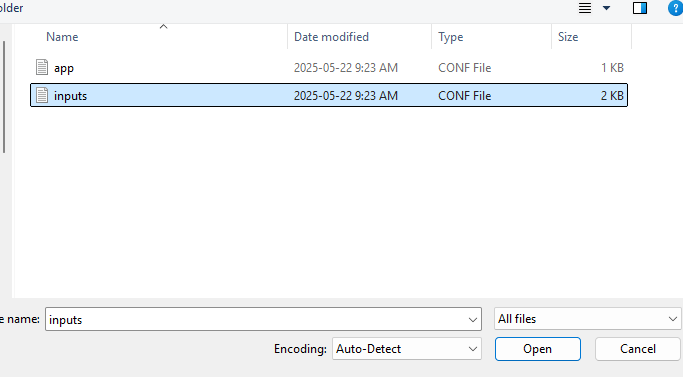 older
Name Date modified Type Size
app 2025-05-22 9:23 AM CONF File 1 KB
inputs 2025-05-22 9:23 AM CONF File 2 KB
e name: inputs All files
Encoding: Auto-Detect Open Cancel